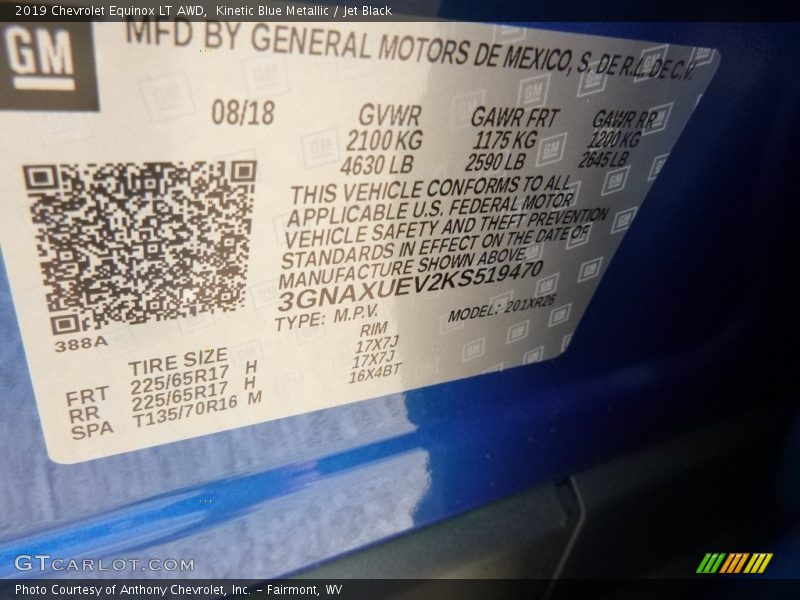 2019 Chevrolet Equinox LT AWD,  Kinetic Blue Metallic / Jet Black
GM
MFD BY GENERAL MOTORS DE MEXICO, S. DE R.L. DE C.V.
08/18 GVWR GAWR FRT GAWR RR
2100 KG 1175 KG 1200 KG
4630 LB 2590 LB 2645 LB
THIS VEHICLE CONFORMS TO ALL
APPLICABLE U.S. FEDERAL MOTOR
VEHICLE SAFETY AND THEFT PREVENTION
STANDARDS IN EFFECT ON THE DATE OF
MANUFACTURE SHOWN ABOVE.
3GNAXUEV2KS519470
TYPE: M.P.V. MODEL: 201XR26
388A
TIRE SIZE RIM
FRT 225/65R17 H 17X7J
RR 225/65R17 H 17X7J
SPA T135/70R16 M 16X4BT
GTCARLOT.COM
Photo Courtesy of Anthony Chevrolet, Inc. – Fairmont, WV